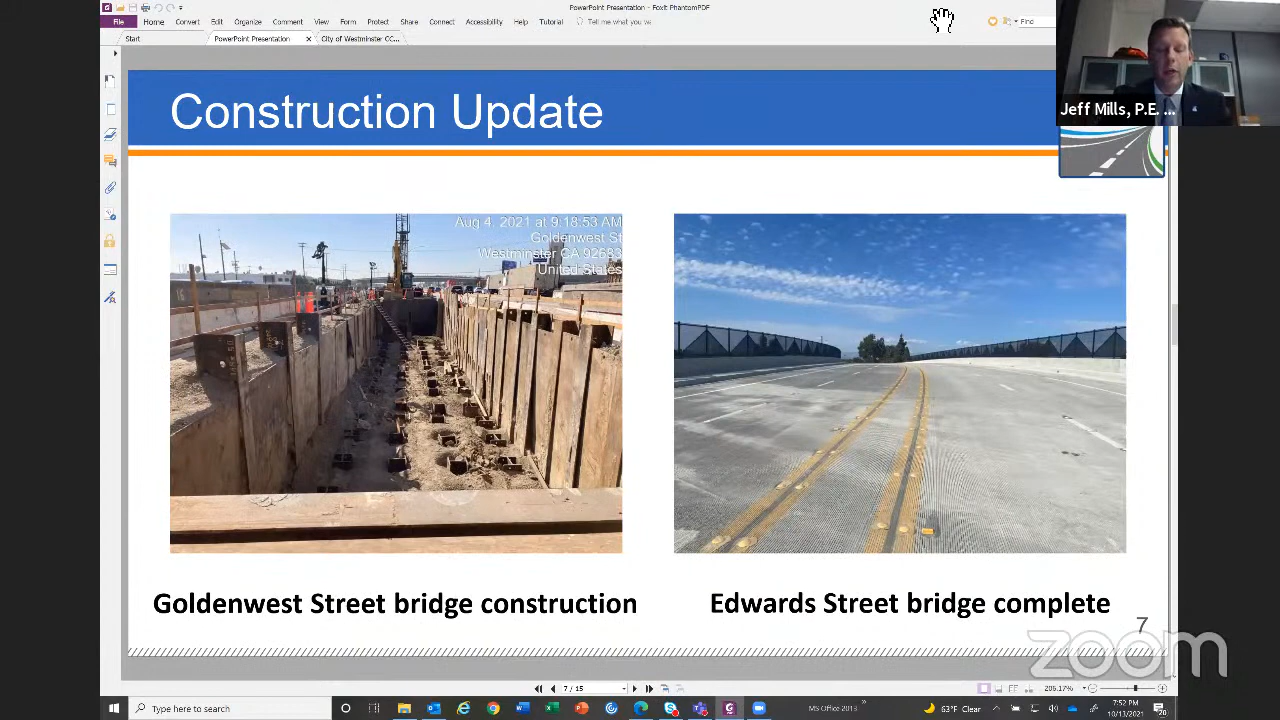 PowerPoint Presentation - Foxit PhantomPDF
File Home Convert Edit Organize Comment View Form Protect Share Connect Accessibility Help Tutorial Tell me what you w
Find
Start PowerPoint Presentation City of Westminster CC...
Construction Update
Jeff Mills, P.E. ...
Aug 4, 2021 at 9:18:53 AM
Goldenwest St
Westminster CA 92683
United States
Goldenwest Street bridge construction
Edwards Street bridge complete
7
zoom
7 / 15
206.17%
Type here to search
MS Office 2013
63°F Clear
7:52 PM
10/13/2021
20